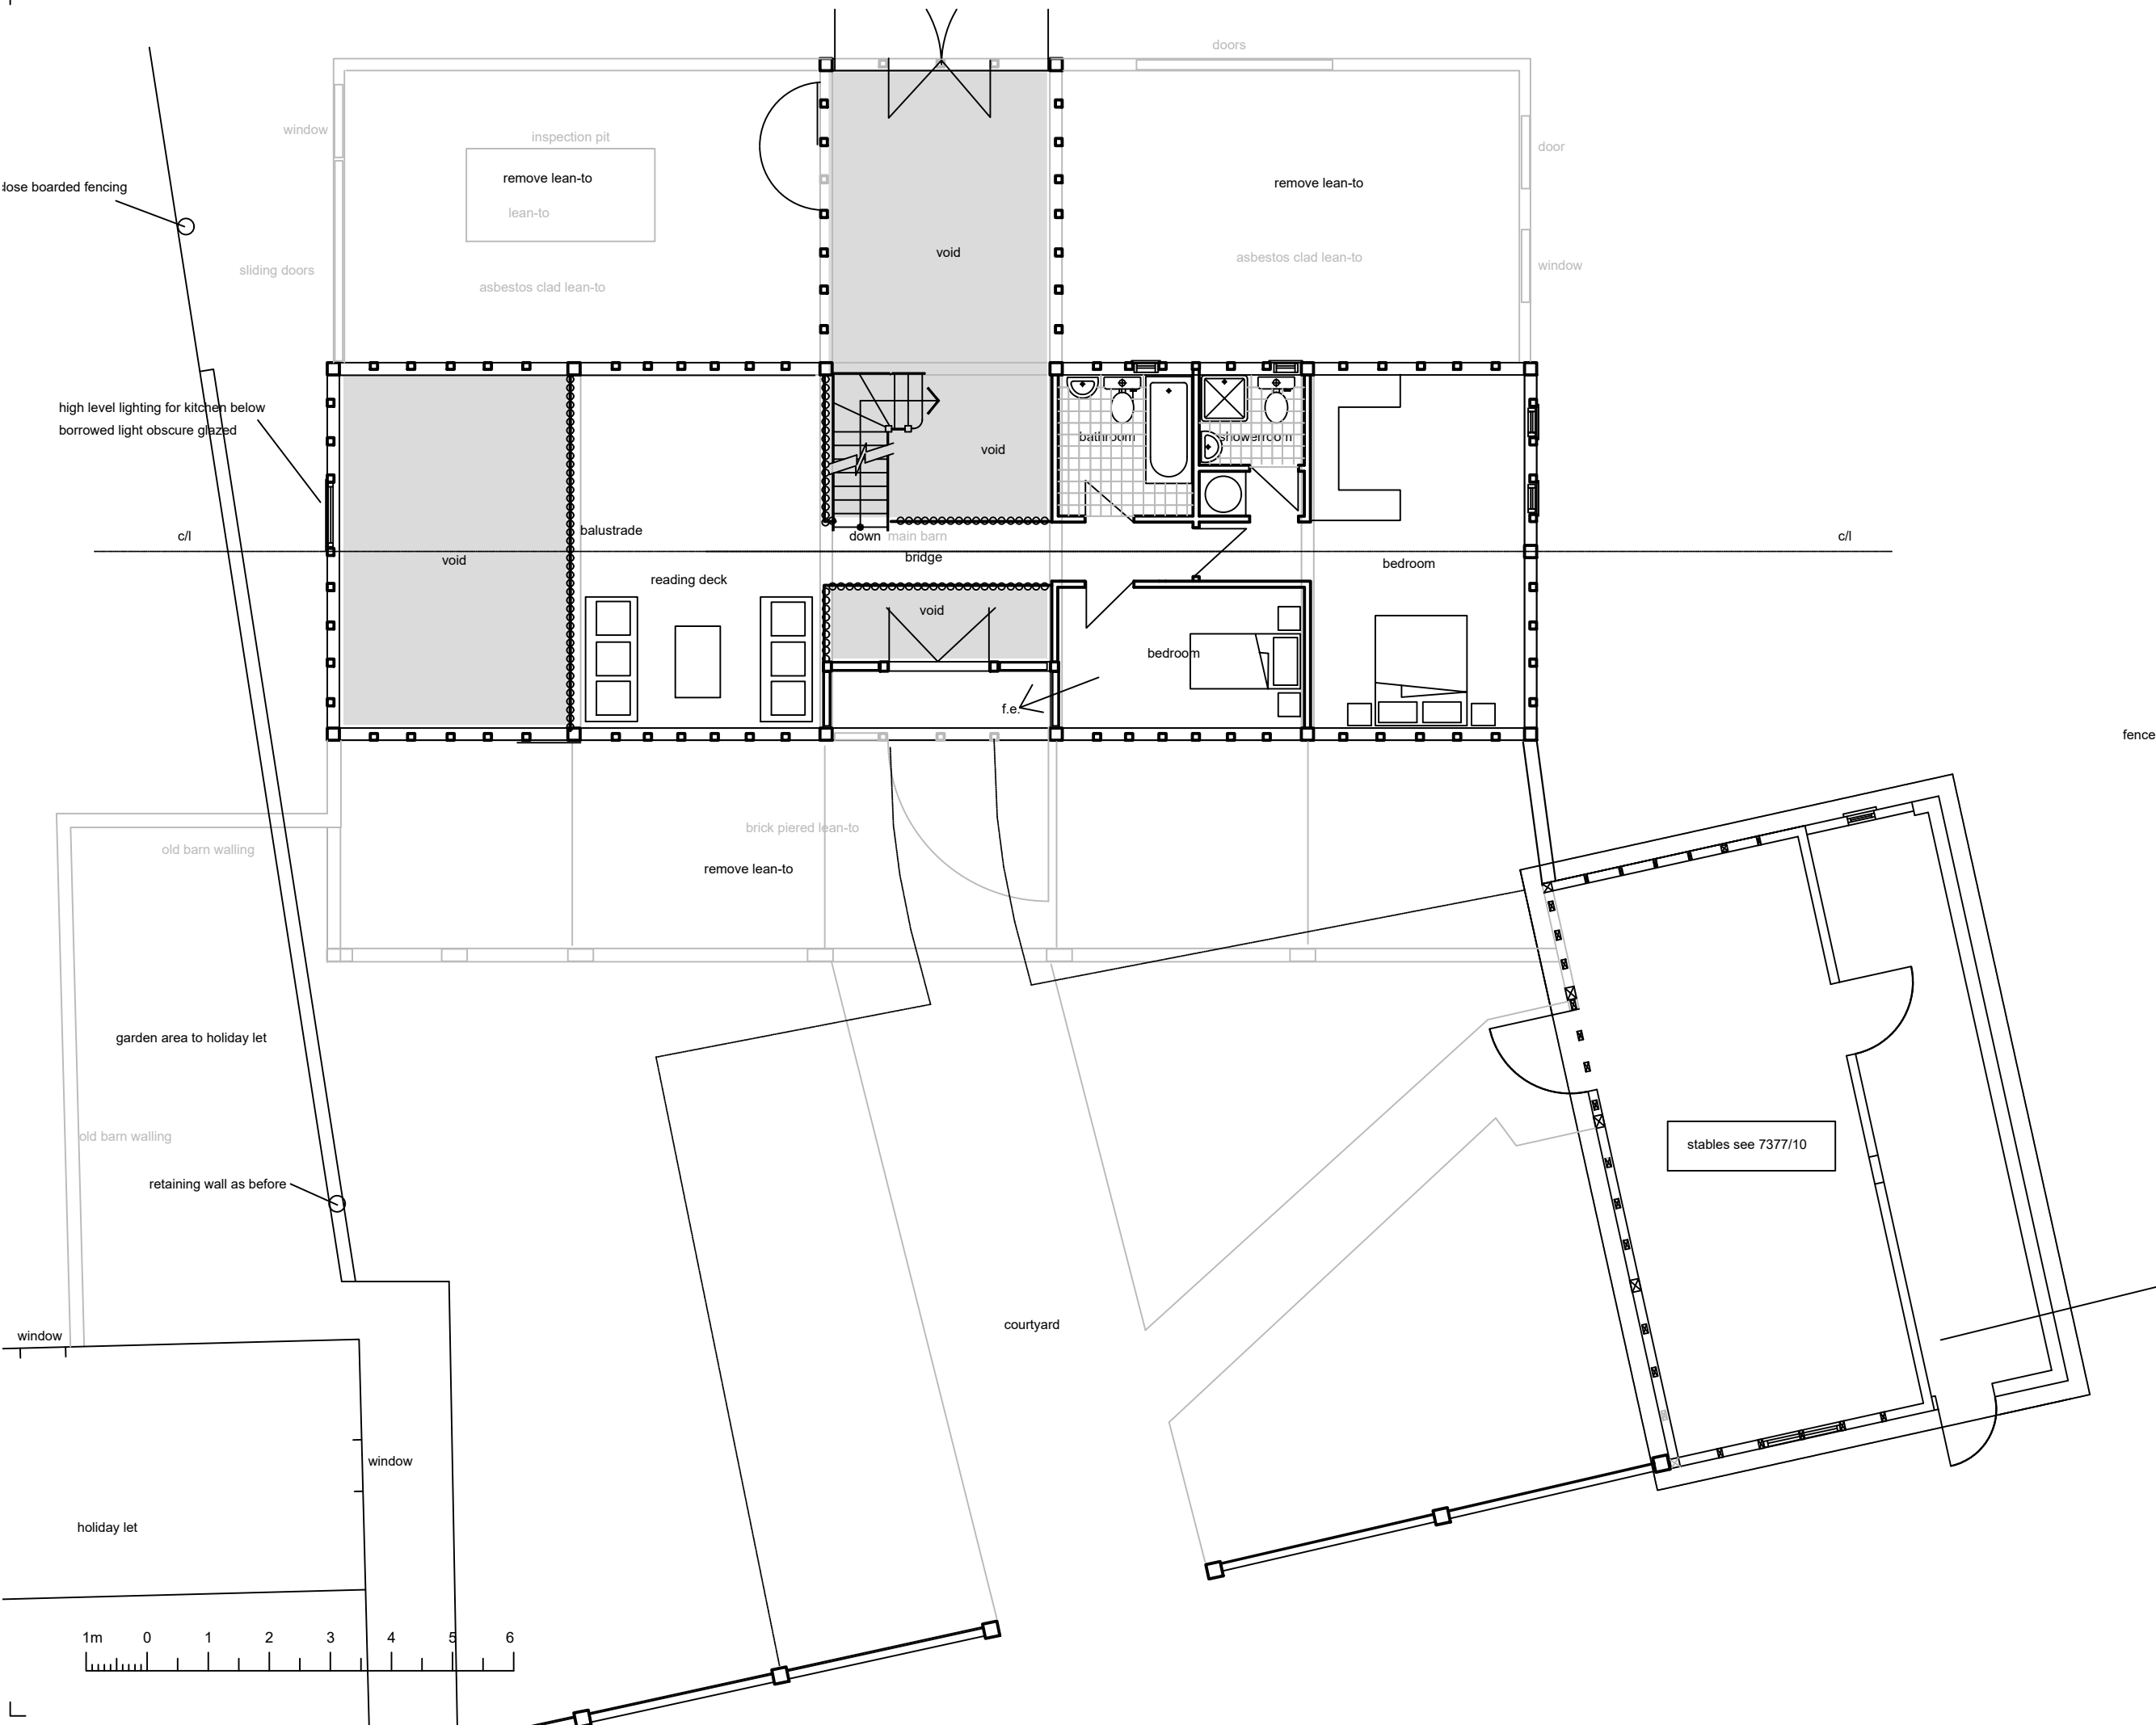 doors
window
inspection pit
door
remove lean-to
remove lean-to
close boarded fencing
lean-to
void
asbestos clad lean-to
window
sliding doors
asbestos clad lean-to
high level lighting for kitchen below
borrowed light obscure glazed
bathroom
showerroom
void
balustrade
c/l
down
main barn
c/l
bridge
void
bedroom
reading deck
void
bedroom
f.e.
fence
brick piered lean-to
old barn walling
remove lean-to
garden area to holiday let
old barn walling
stables see 7377/10
retaining wall as before
courtyard
window
window
holiday let
1m 0 1 2 3 4 5 6